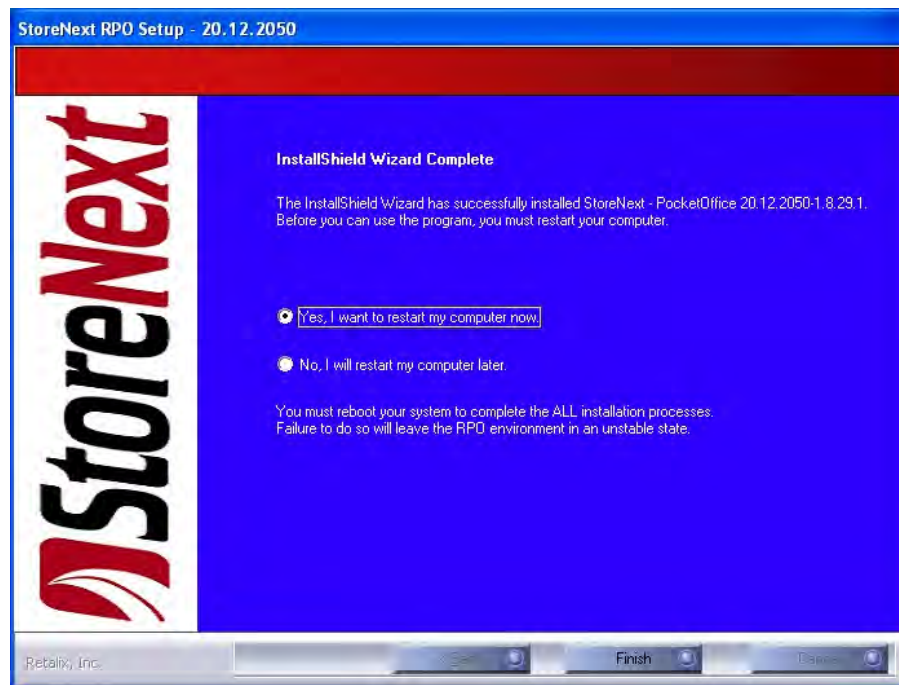 StoreNext RPO Setup - 20.12.2050
StoreNext
InstallShield Wizard Complete
The InstallShield Wizard has successfully installed StoreNext - PocketOffice 20.12.2050-1.8.29.1.
Before you can use the program, you must restart your computer.
Yes, I want to restart my computer now.
No, I will restart my computer later.
You must reboot your system to complete the ALL installation processes.
Failure to do so will leave the RPO environment in an unstable state.
Retalix, Inc.
Finish